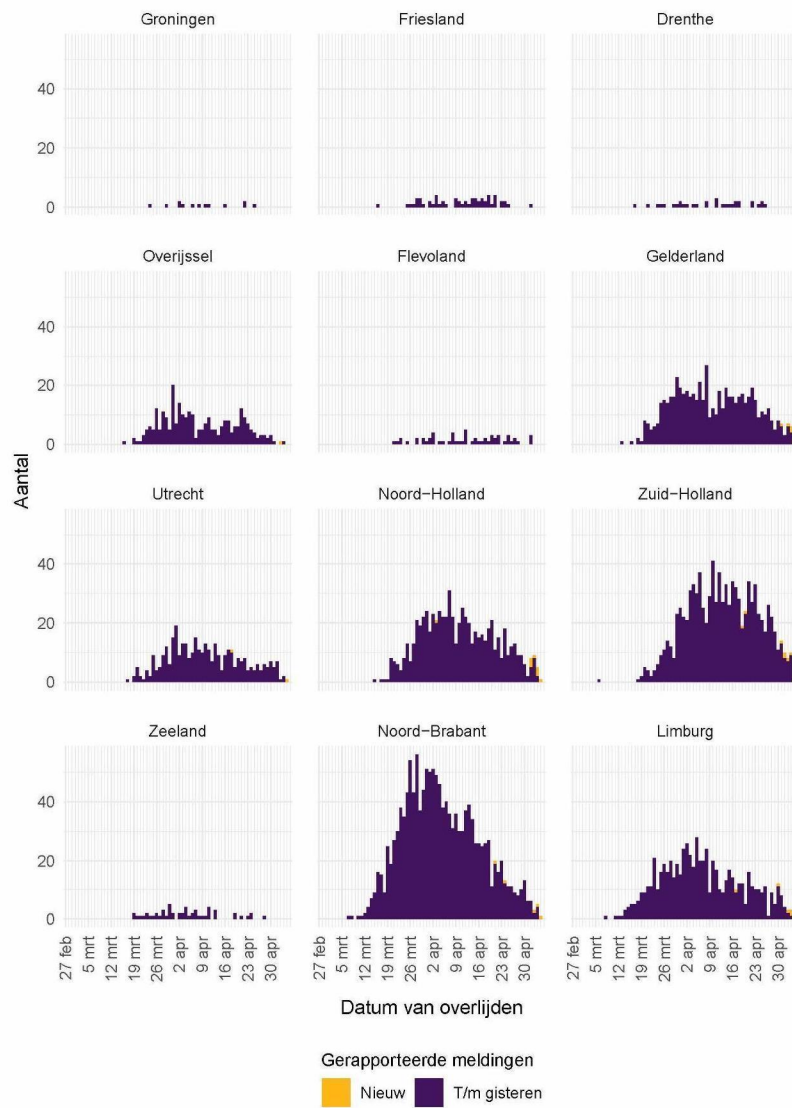 Groningen Friesland Drenthe
40
20
0
Overijssel Flevoland Gelderland
40
20
0
Aantal
Utrecht Noord−Holland Zuid−Holland
40
20
0
Zeeland Noord−Brabant Limburg
40
20
0
27 feb 5 mrt 12 mrt 19 mrt 26 mrt 2 apr 9 apr 16 apr 23 apr 30 apr 27 feb 5 mrt 12 mrt 19 mrt 26 mrt 2 apr 9 apr 16 apr 23 apr 30 apr 27 feb 5 mrt 12 mrt 19 mrt 26 mrt 2 apr 9 apr 16 apr 23 apr 30 apr
Datum van overlijden
Gerapporteerde meldingen
Nieuw T/m gisteren